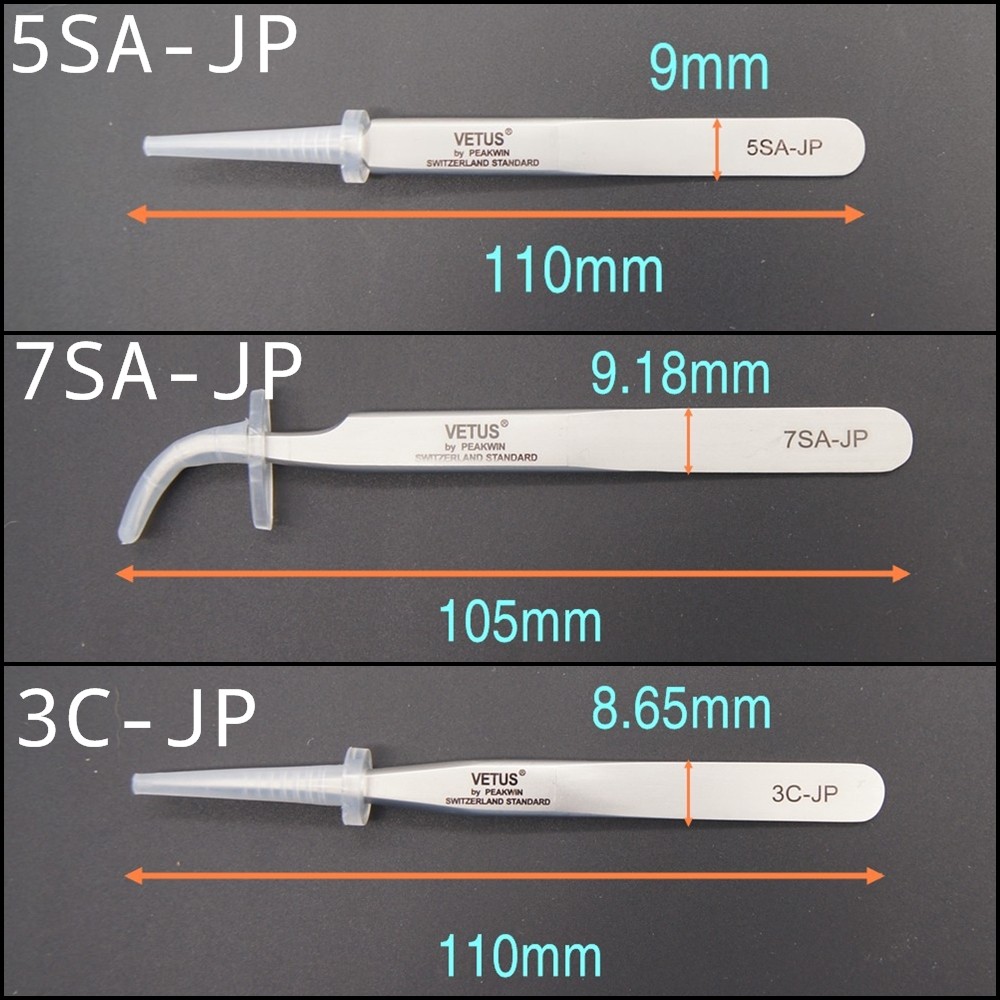 5SA-JP
9mm
VETUS®
by PEAKWIN
SWITZERLAND STANDARD
5SA-JP
110mm
7SA-JP
9.18mm
VETUS®
by PEAKWIN
SWITZERLAND STANDARD
7SA-JP
105mm
3C-JP
8.65mm
VETUS®
by PEAKWIN
SWITZERLAND STANDARD
3C-JP
110mm